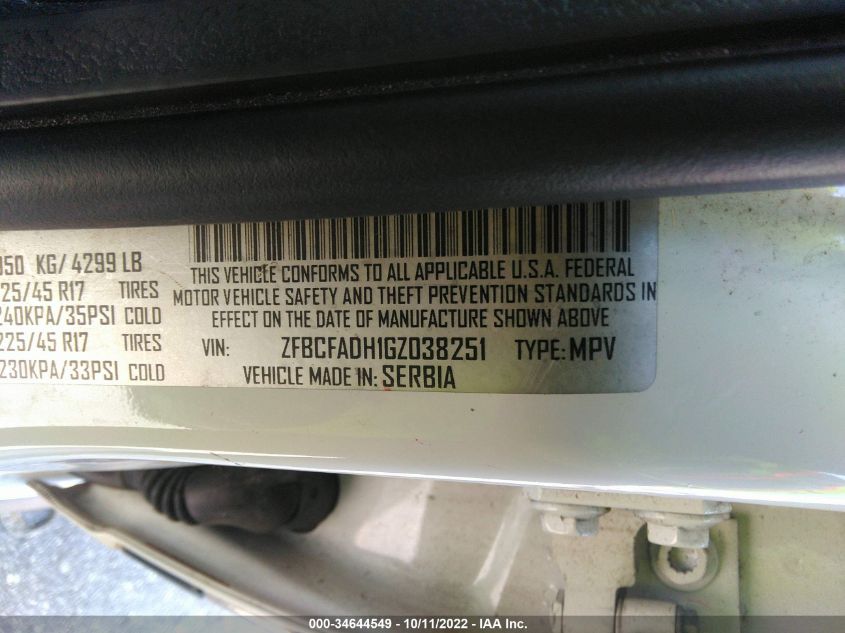 KG/ 4299 LB
25/45 R17 TIRES
240KPA/35PSI COLD
225/45 R17 TIRES
230KPA/33PSI COLD
THIS VEHICLE CONFORMS TO ALL APPLICABLE U.S.A. FEDERAL
MOTOR VEHICLE SAFETY AND THEFT PREVENTION STANDARDS IN
EFFECT ON THE DATE OF MANUFACTURE SHOWN ABOVE
VIN: ZFBCFADH1GZ038251 TYPE: MPV
VEHICLE MADE IN: SERBIA
000-34644549 - 10/11/2022 - IAA Inc.